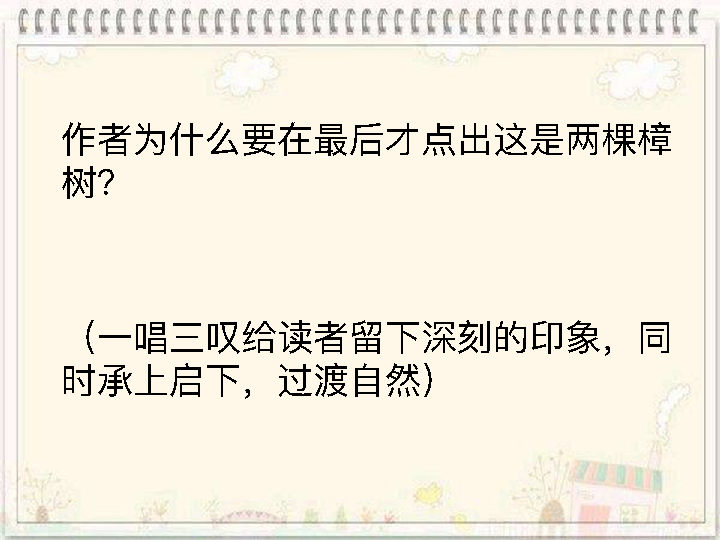 作者为什么要在最后才点出这是两棵樟
树？
（一唱三叹给读者留下深刻的印象，同
时承上启下，过渡自然）